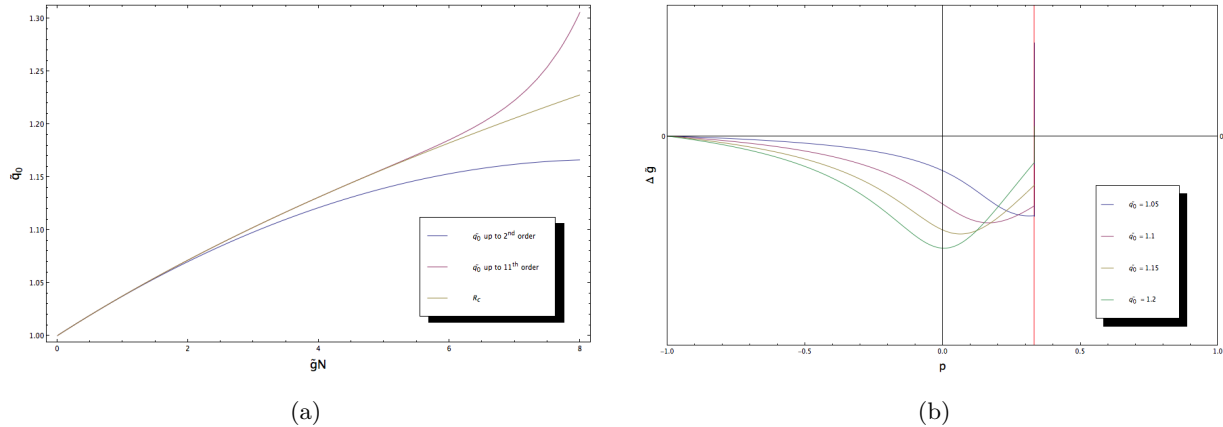 1.30
1.25
1.20
1.15
1.10
1.05
1.00
q̃₀
0
2
4
6
8
g̃N
q̃₀ up to 2ⁿᵈ order
q̃₀ up to 11ᵗʰ order
R_c
(a)
0
0
Δ g̃
-1.0
-0.5
0.0
0.5
1.0
p
q̃₀ = 1.05
q̃₀ = 1.1
q̃₀ = 1.15
q̃₀ = 1.2
(b)